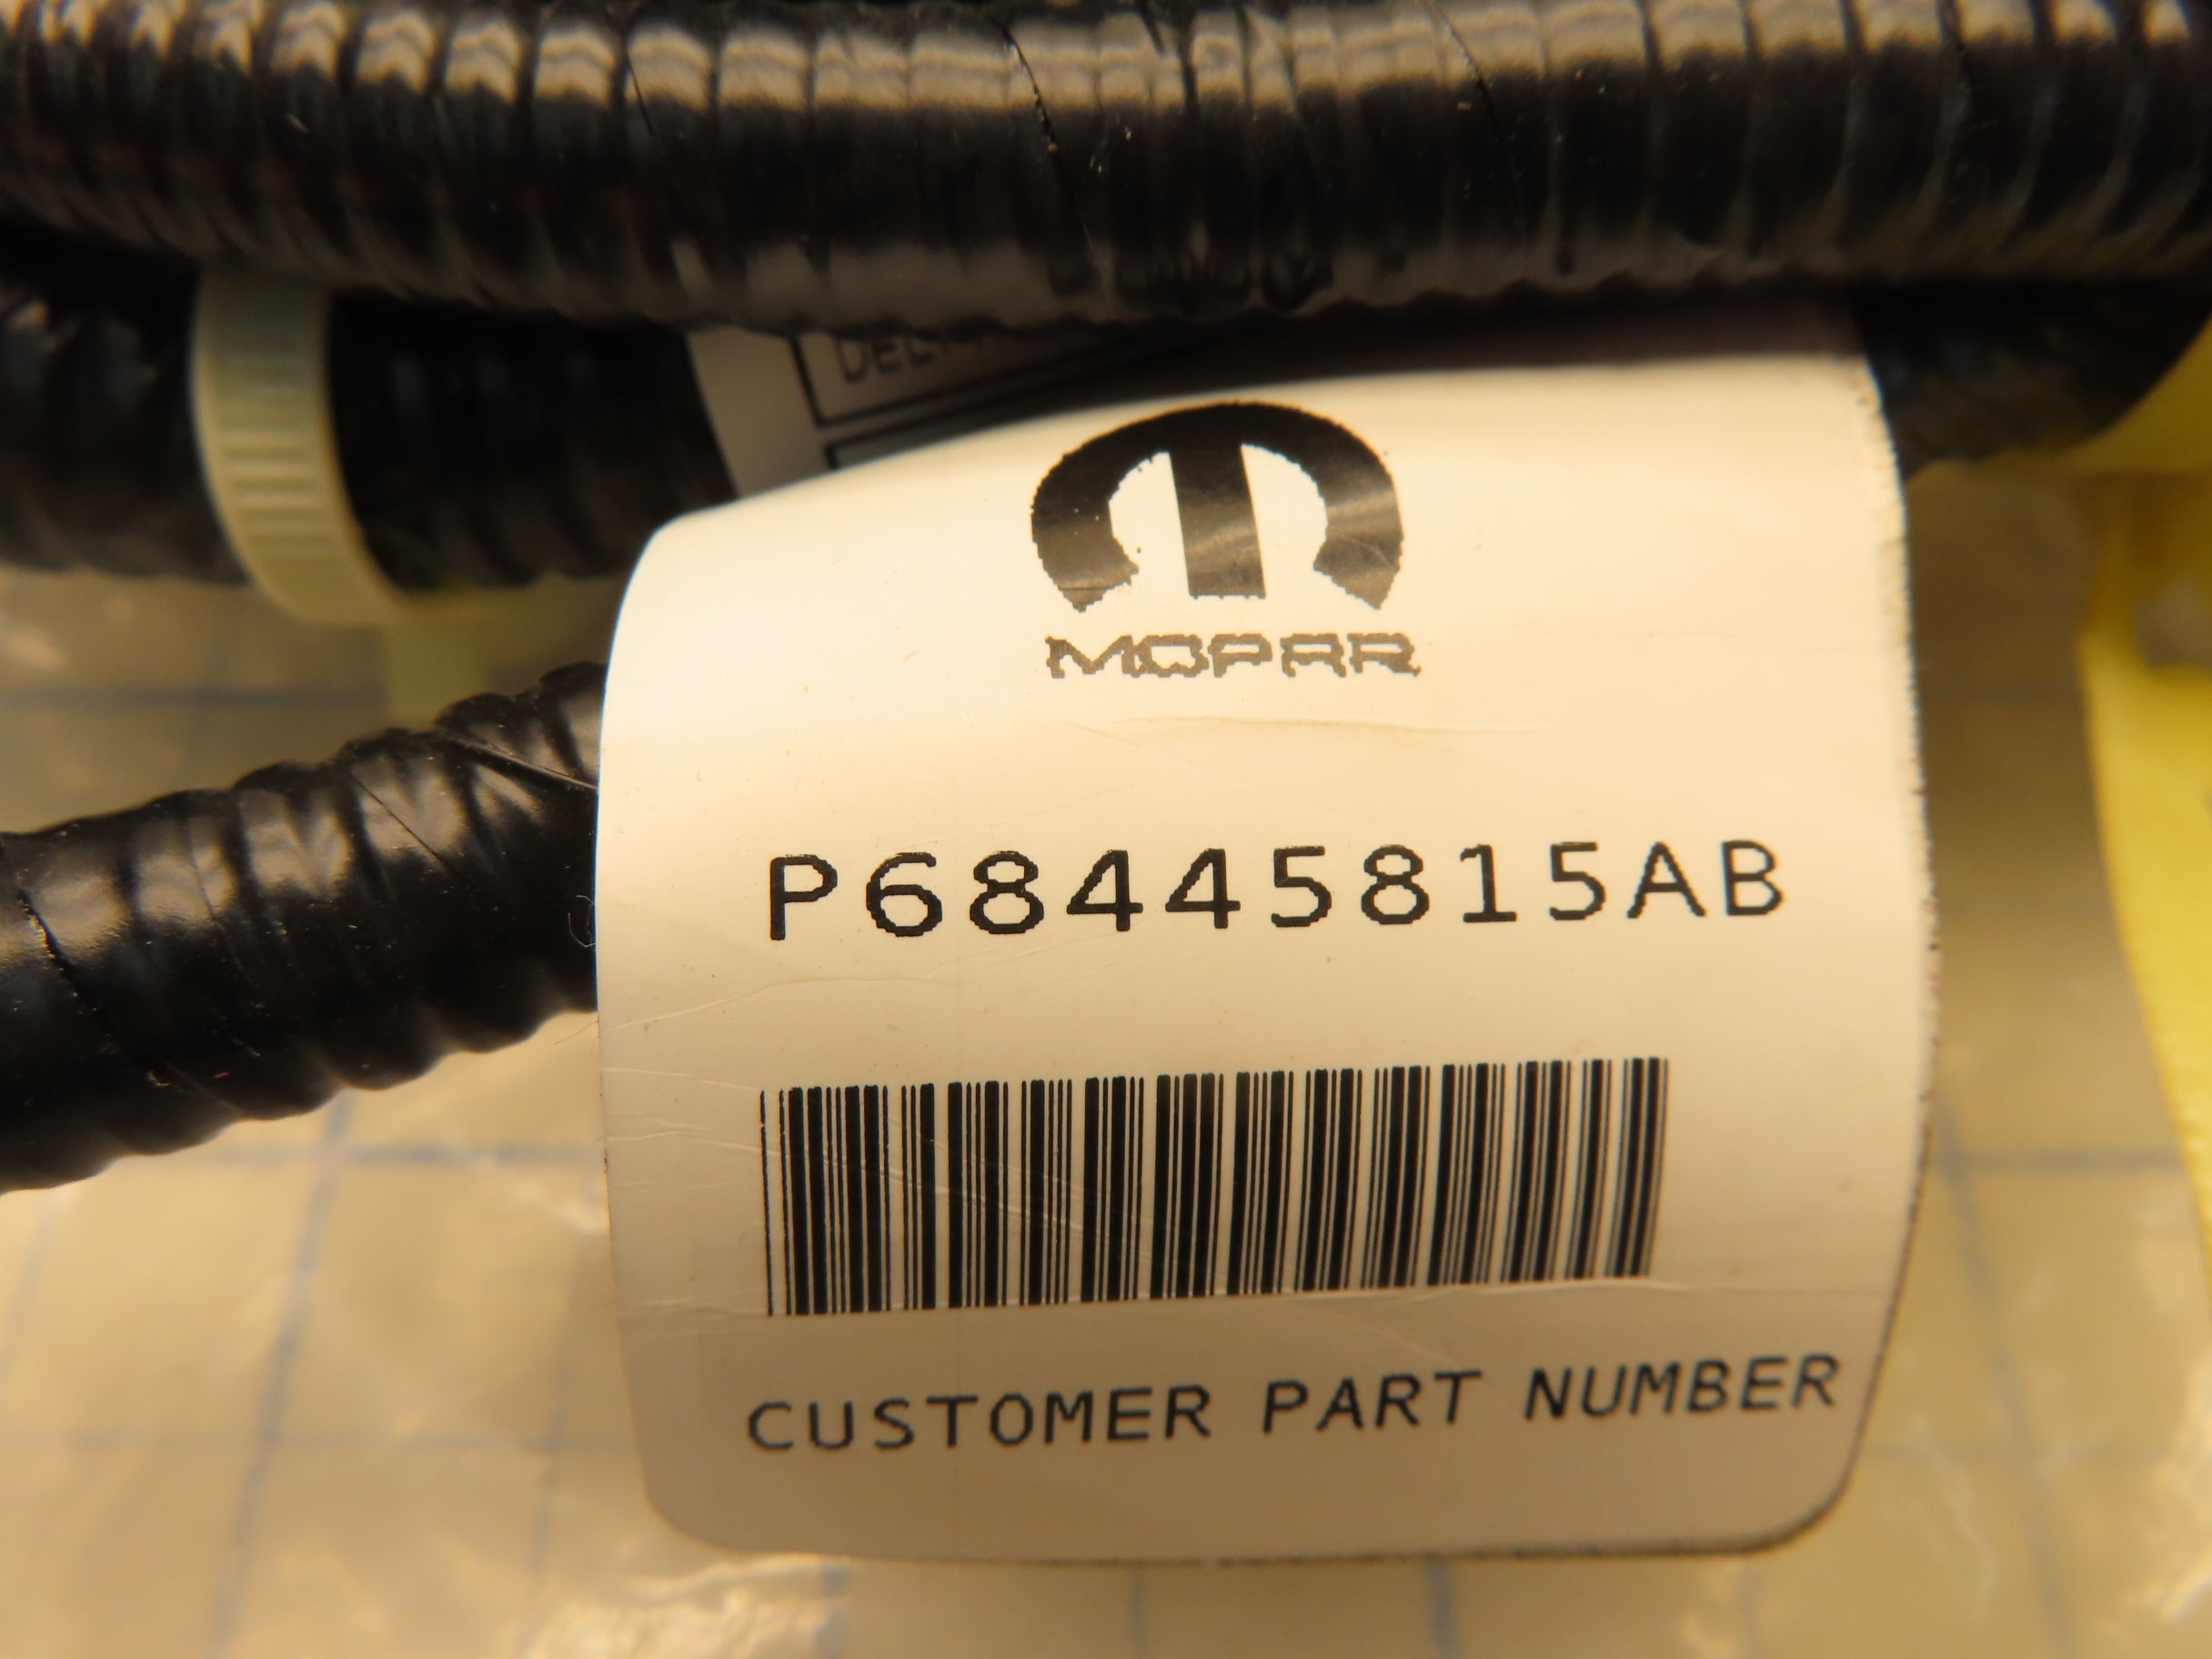 MOPAR
P68445815AB
CUSTOMER PART NUMBER